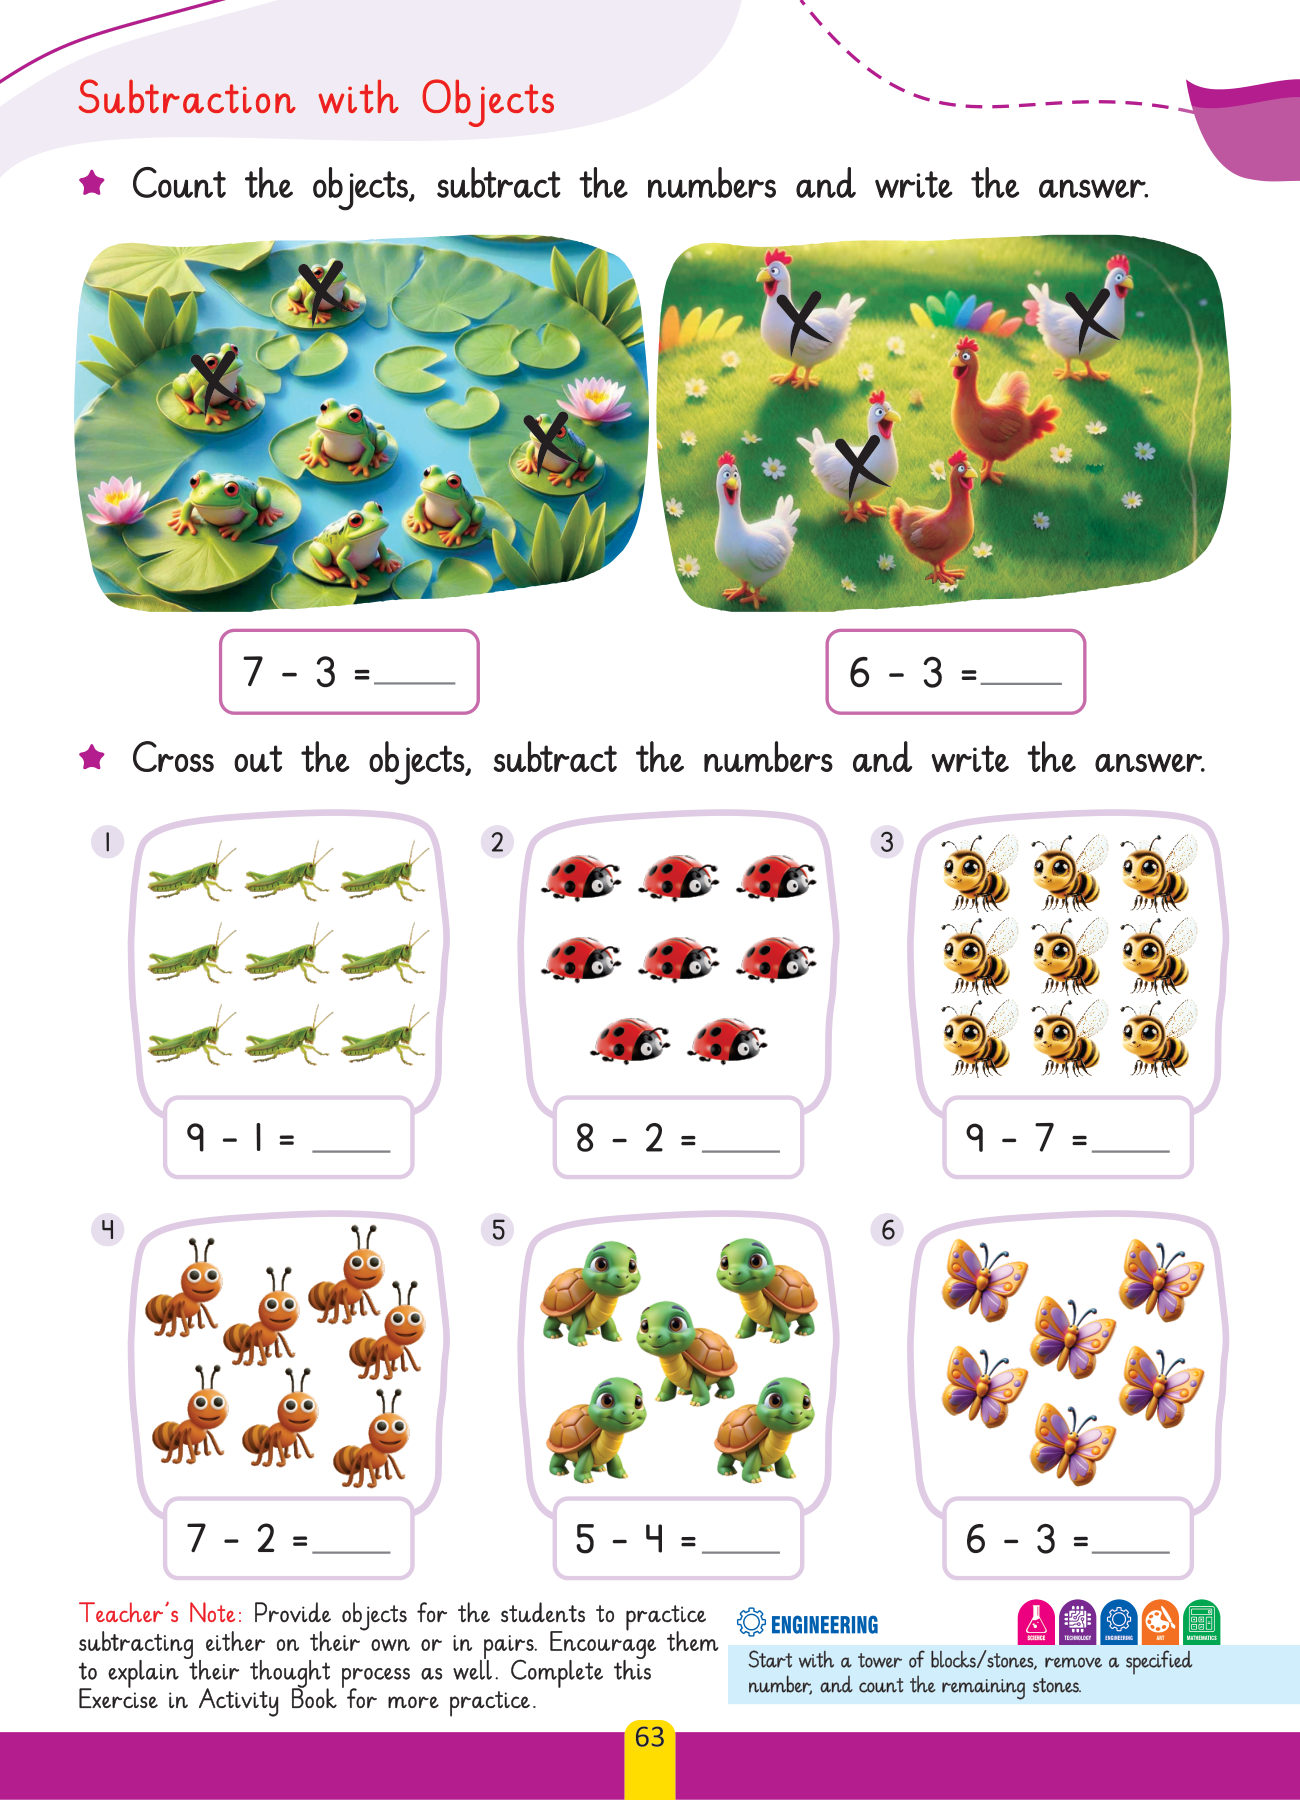 Subtraction with Objects
Count the objects, subtract the numbers and write the answer.
7 - 3 =
6 - 3 =
Cross out the objects, subtract the numbers and write the answer.
1
2
3
9 - 1 =
8 - 2 =
9 - 7 =
4
5
6
7 - 2 =
5 - 4 =
6 - 3 =
Teacher's Note: Provide objects for the students to practice
subtracting either on their own or in pairs. Encourage them
to explain their thought process as well. Complete this
Exercise in Activity Book for more practice.
ENGINEERING
SCIENCE
TECHNOLOGY
ENGINEERING
ART
MATHEMATICS
Start with a tower of blocks/stones, remove a specified
number, and count the remaining stones.
63